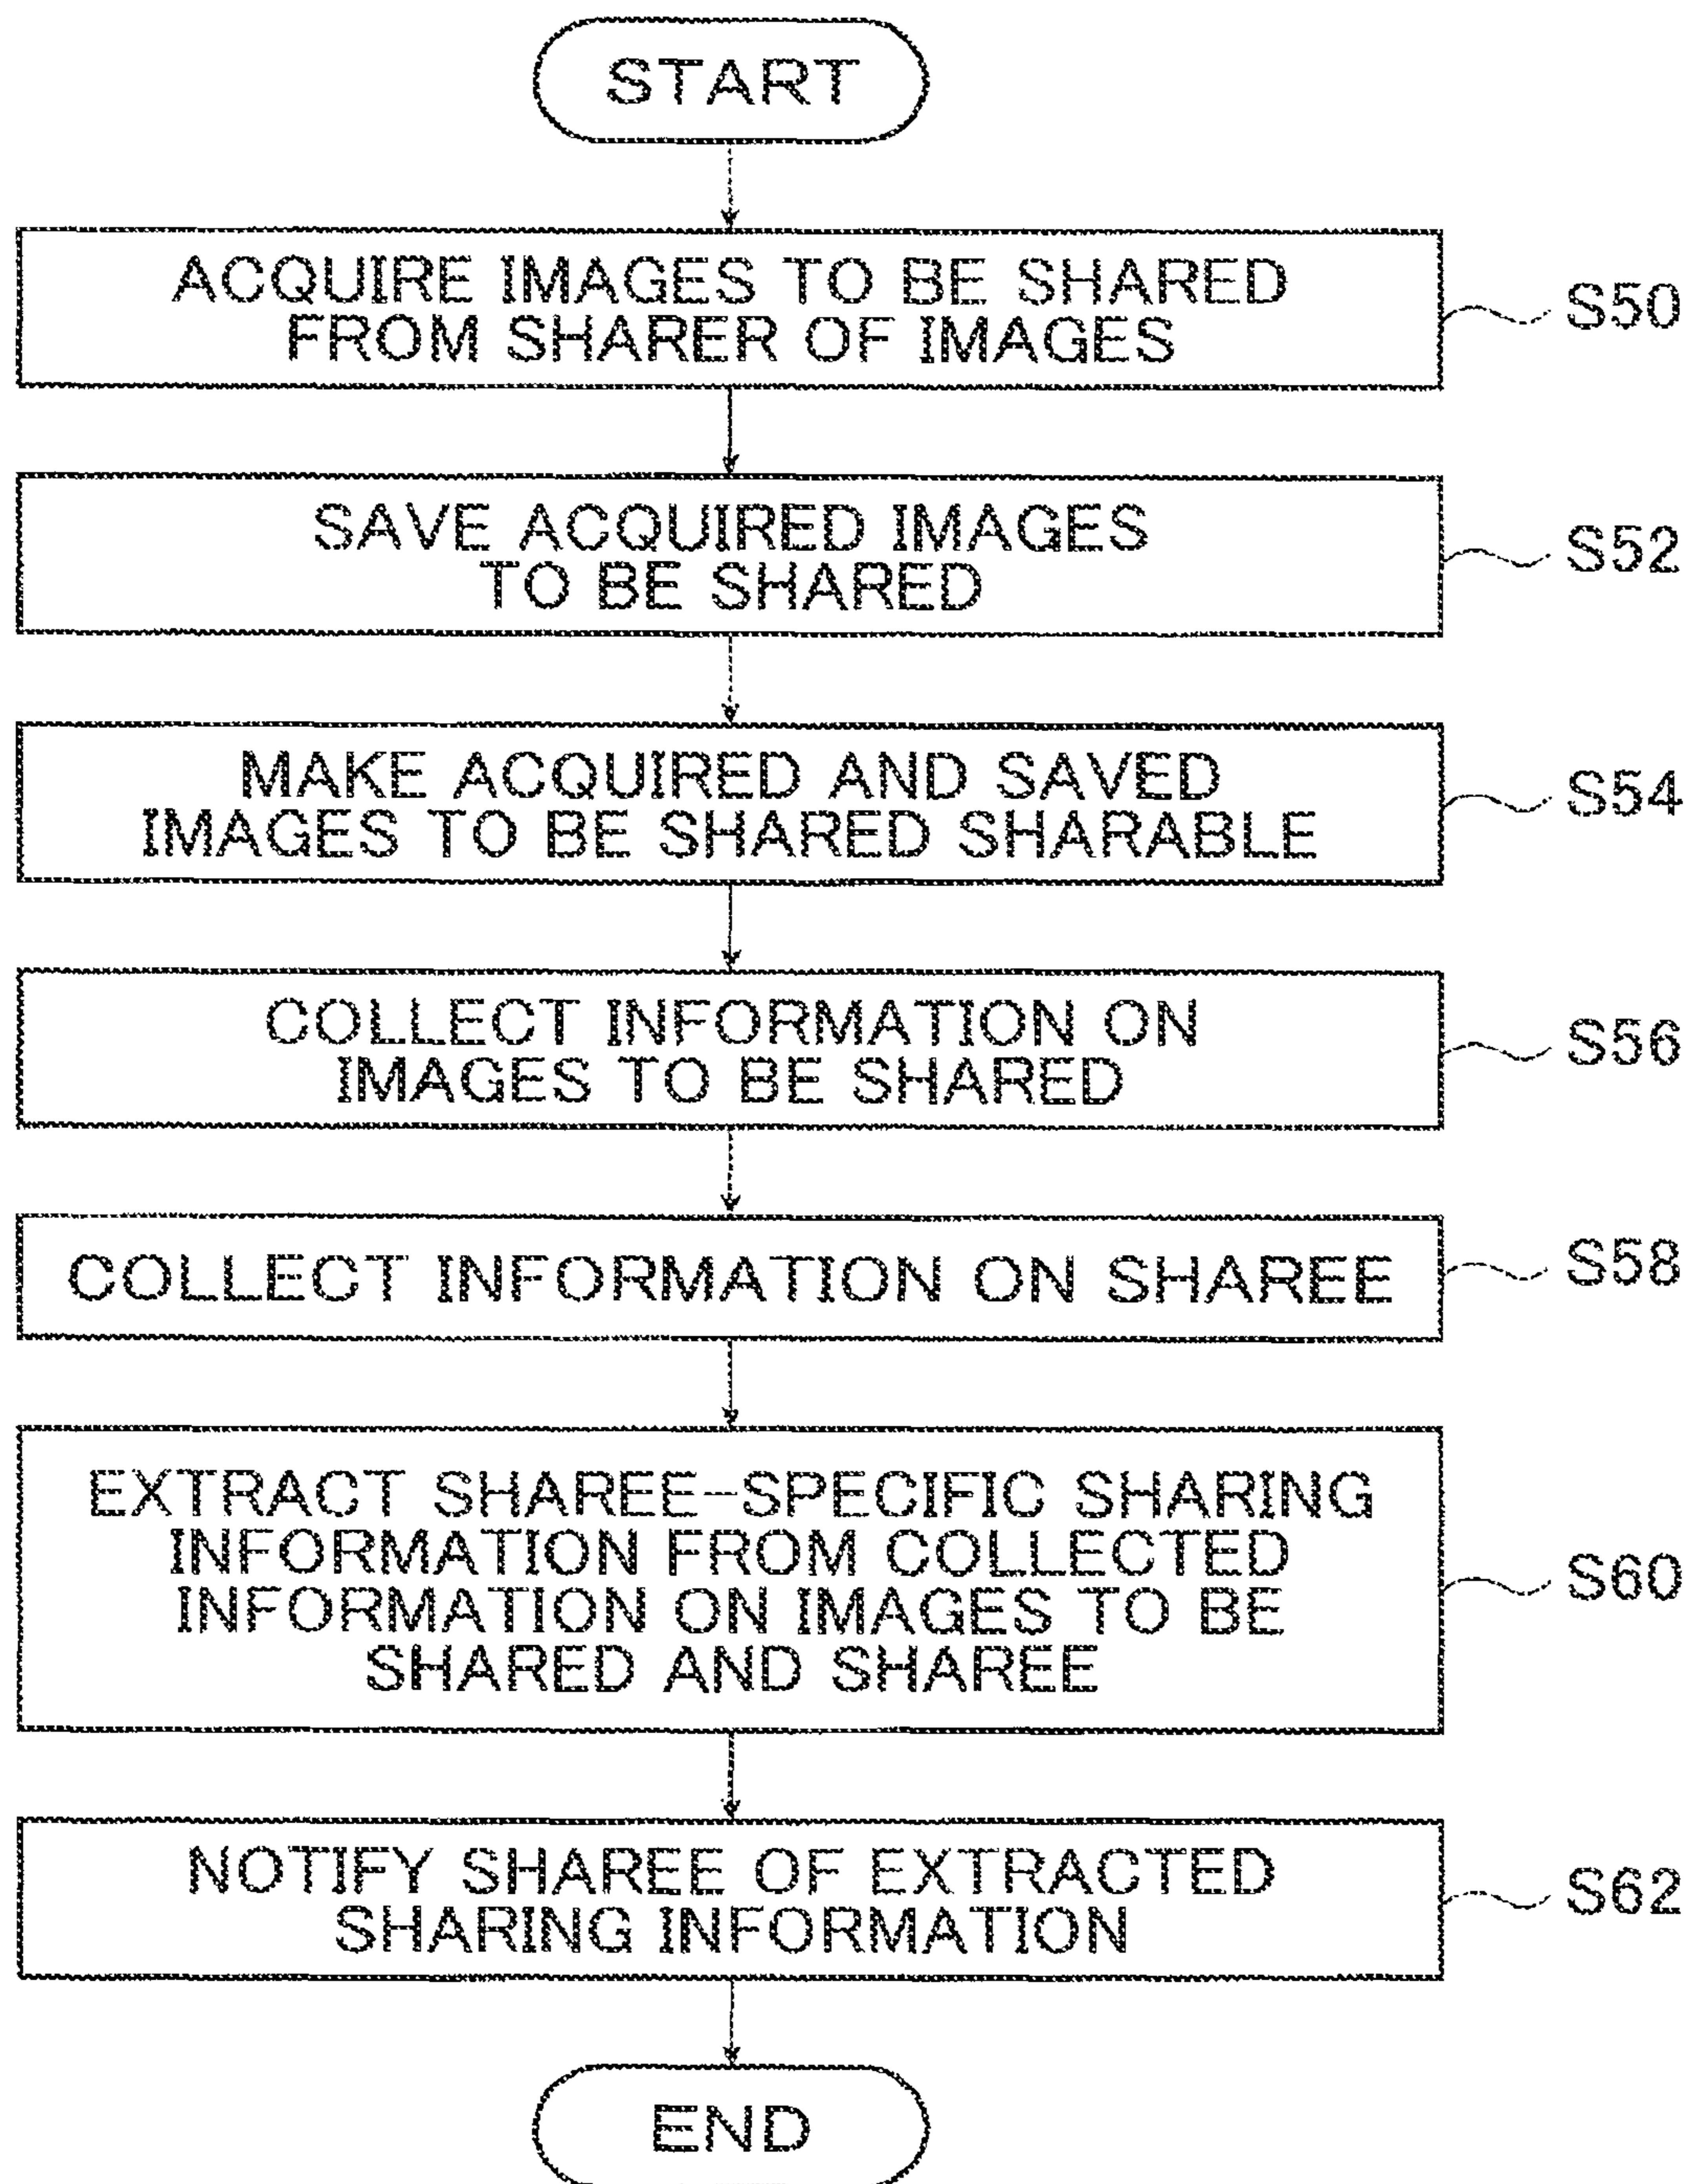 START
ACQUIRE IMAGES TO BE SHARED
FROM SHARER OF IMAGES
S50
SAVE ACQUIRED IMAGES
TO BE SHARED
S52
MAKE ACQUIRED AND SAVED
IMAGES TO BE SHARED SHARABLE
S54
COLLECT INFORMATION ON
IMAGES TO BE SHARED
S56
COLLECT INFORMATION ON SHAREE
S58
EXTRACT SHAREE-SPECIFIC SHARING
INFORMATION FROM COLLECTED
INFORMATION ON IMAGES TO BE
SHARED AND SHAREE
S60
NOTIFY SHAREE OF EXTRACTED
SHARING INFORMATION
S62
END